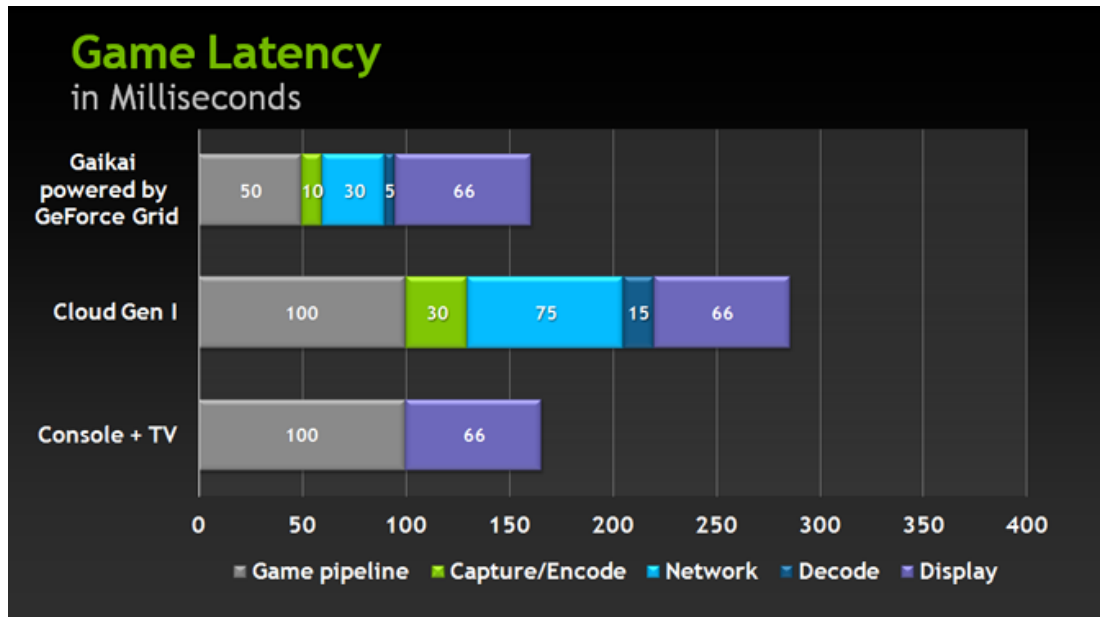 Game Latency
in Milliseconds
Gaikai
powered by
GeForce Grid
50 10 30 5 66
Cloud Gen I
100 30 75 15 66
Console + TV
100 66
0 50 100 150 200 250 300 350 400
Game pipeline Capture/Encode Network Decode Display